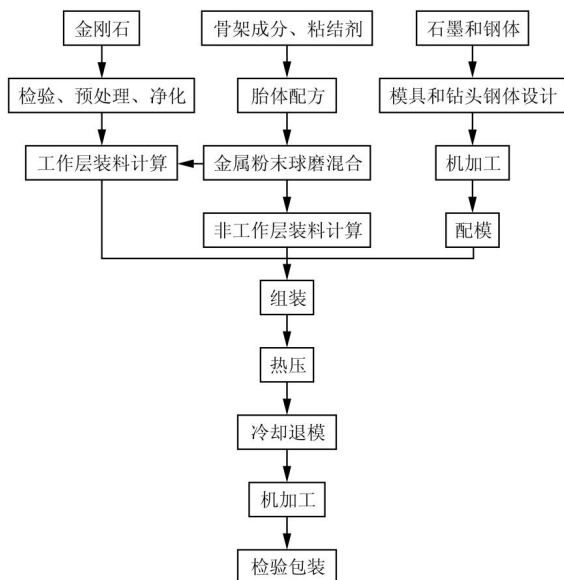 金刚石
骨架成分、粘结剂
石墨和钢体
检验、预处理、净化
胎体配方
模具和钻头钢体设计
工作层装料计算
金属粉末球磨混合
机加工
非工作层装料计算
配模
组装
热压
冷却退模
机加工
检验包装